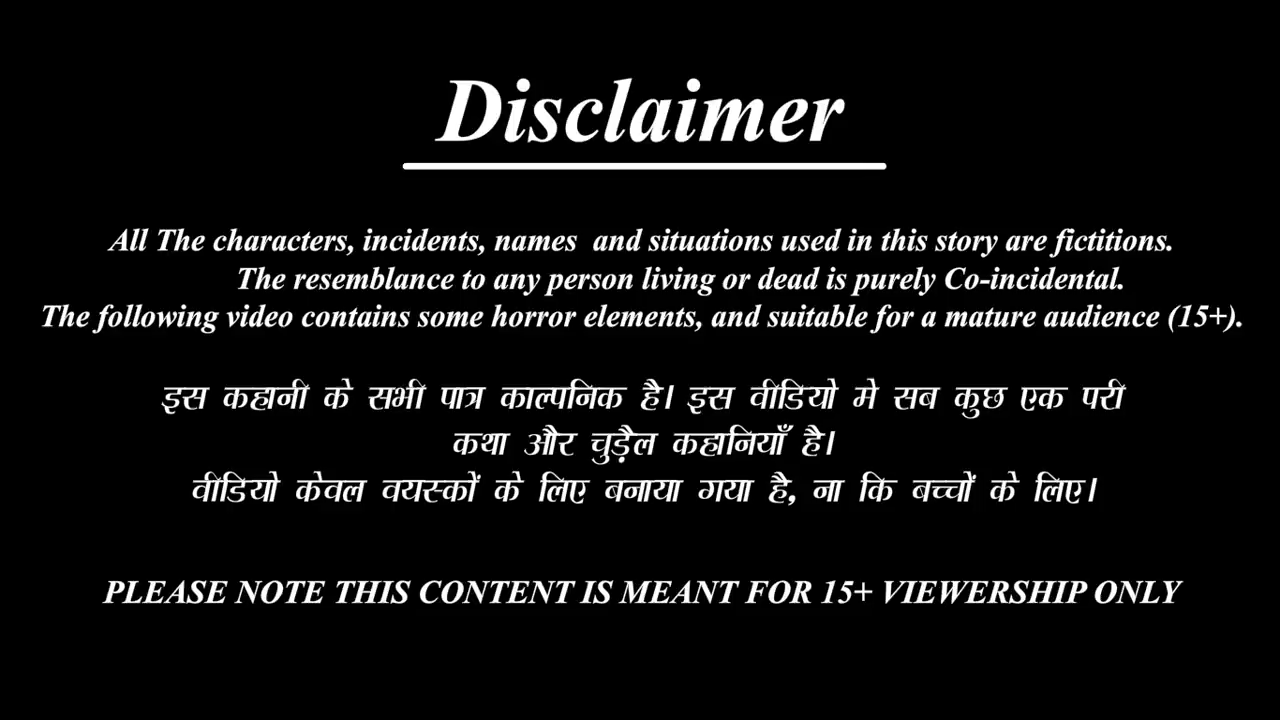 Disclaimer
All The characters, incidents, names and situations used in this story are fictitions.
The resemblance to any person living or dead is purely Co-incidental.
The following video contains some horror elements, and suitable for a mature audience (15+).
इस कहानी के सभी पात्र काल्पनिक है। इस वीडियो मे सब कुछ एक परी
कथा और चुड़ैल कहानियाँ है।
वीडियो केवल वयस्कों के लिए बनाया गया है, ना कि बच्चों के लिए।
PLEASE NOTE THIS CONTENT IS MEANT FOR 15+ VIEWERSHIP ONLY